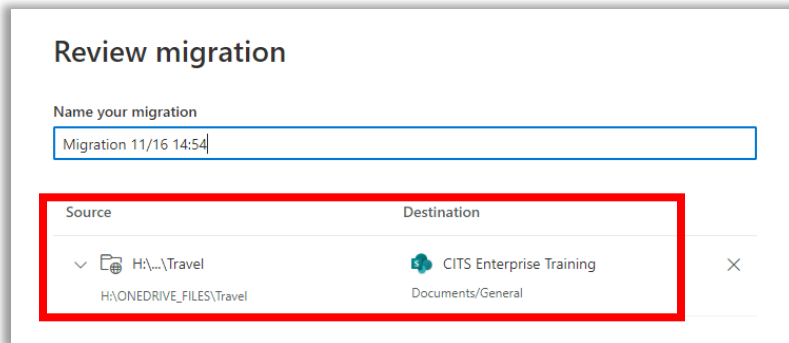 Review migration
Name your migration
Migration 11/16 14:54
Source Destination
H:\...\Travel CITS Enterprise Training
H:\ONEDRIVE_FILES\Travel Documents/General